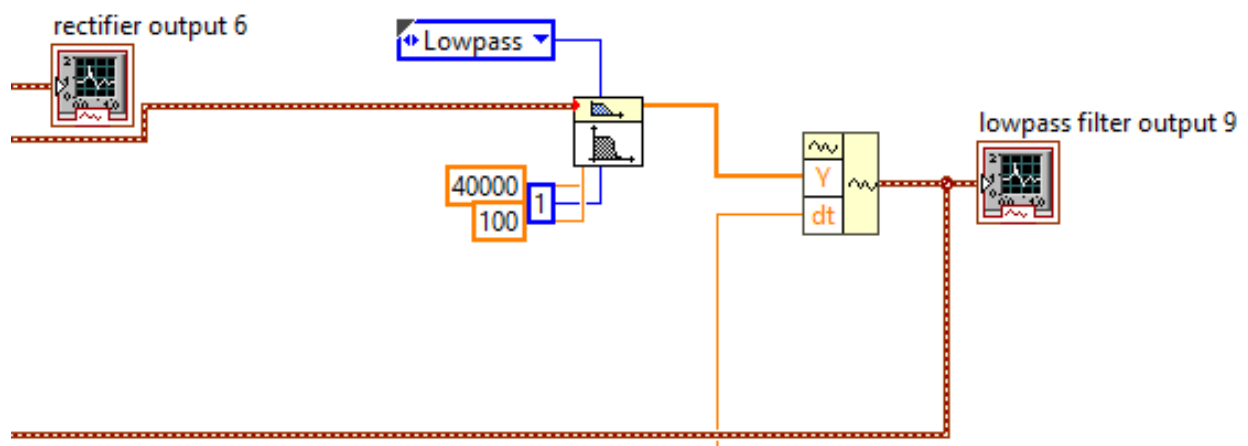 rectifier output 6
Lowpass
lowpass filter output 9
40000
1
100
Y
dt